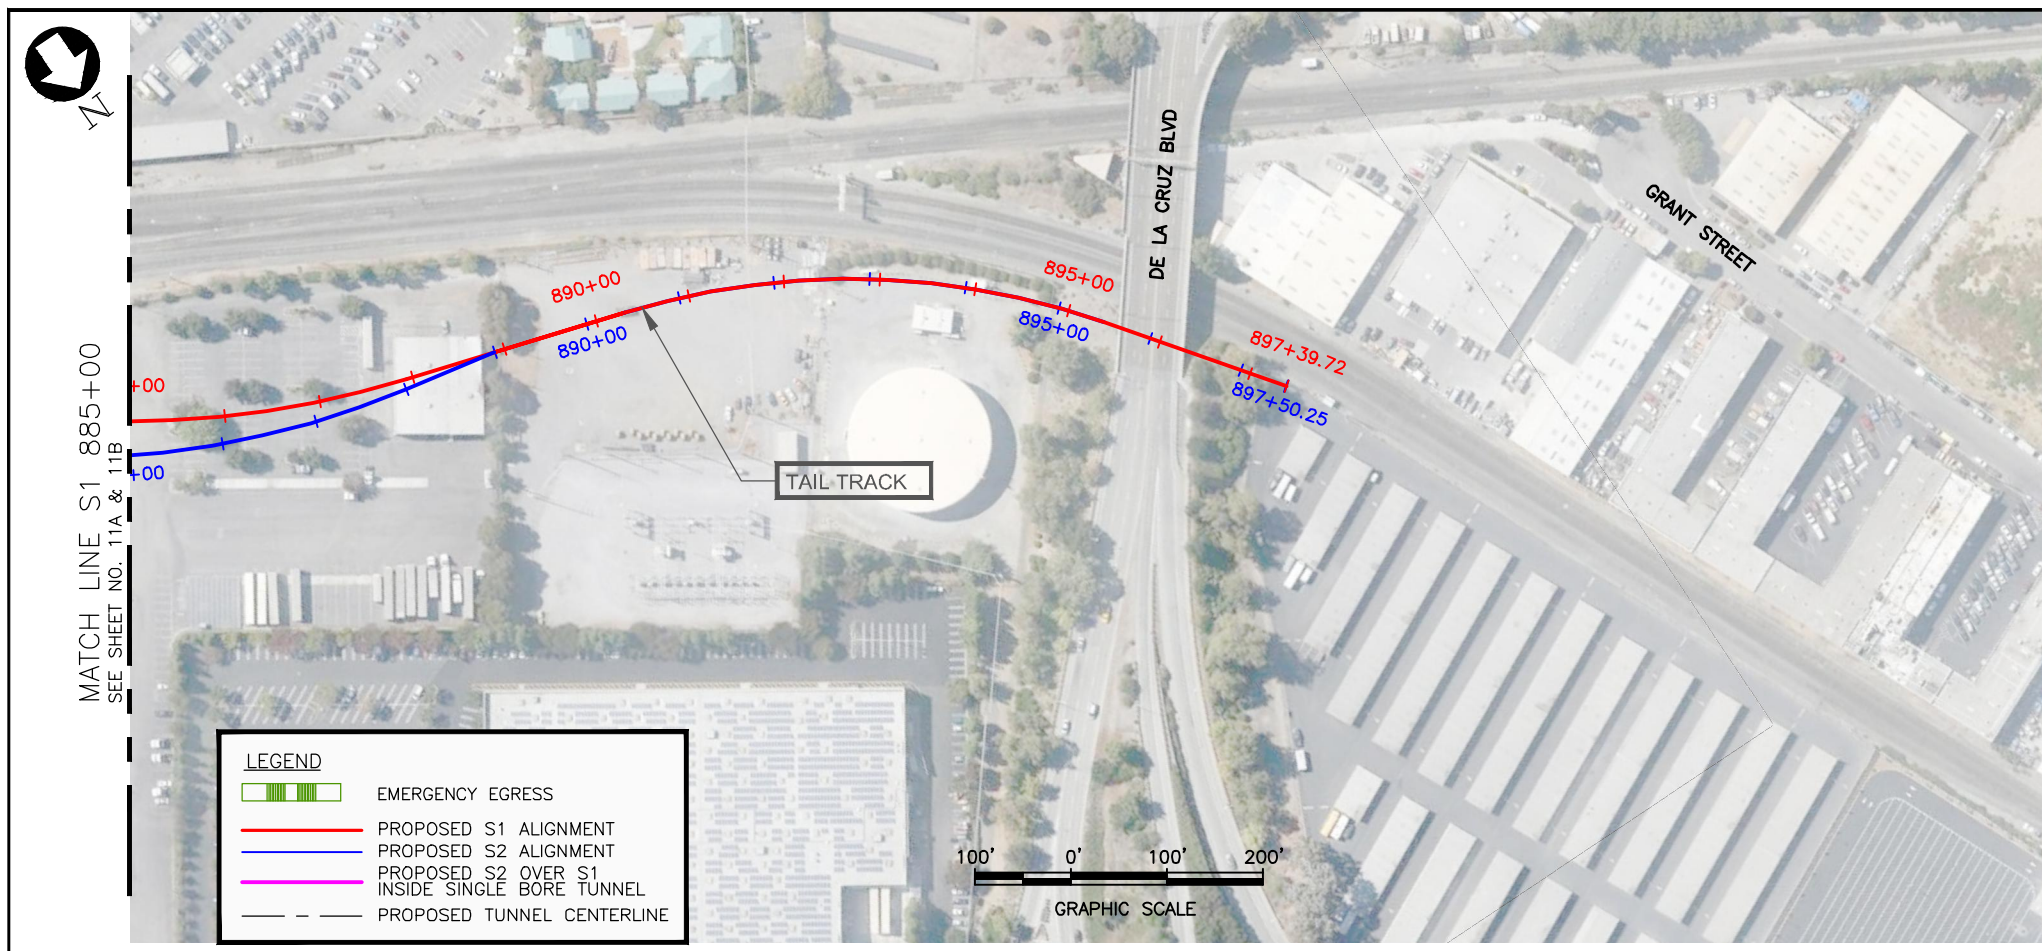 N
MATCH LINE S1 885+00
SEE SHEET NO. 11A & 11B
+00
+00
890+00
890+00
TAIL TRACK
895+00
895+00
DE LA CRUZ BLVD
897+39.72
897+50.25
GRANT STREET
LEGEND
EMERGENCY EGRESS
PROPOSED S1 ALIGNMENT
PROPOSED S2 ALIGNMENT
PROPOSED S2 OVER S1
INSIDE SINGLE BORE TUNNEL
PROPOSED TUNNEL CENTERLINE
100' 0' 100' 200'
GRAPHIC SCALE